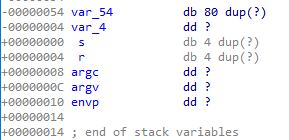 -00000054 var_54 db 80 dup(?)
-00000004 var_4 dd ?
+00000000 s db 4 dup(?)
+00000004 r db 4 dup(?)
+00000008 argc dd ?
+0000000C argv dd ?
+00000010 envp dd ?
+00000014
+00000014 ; end of stack variables